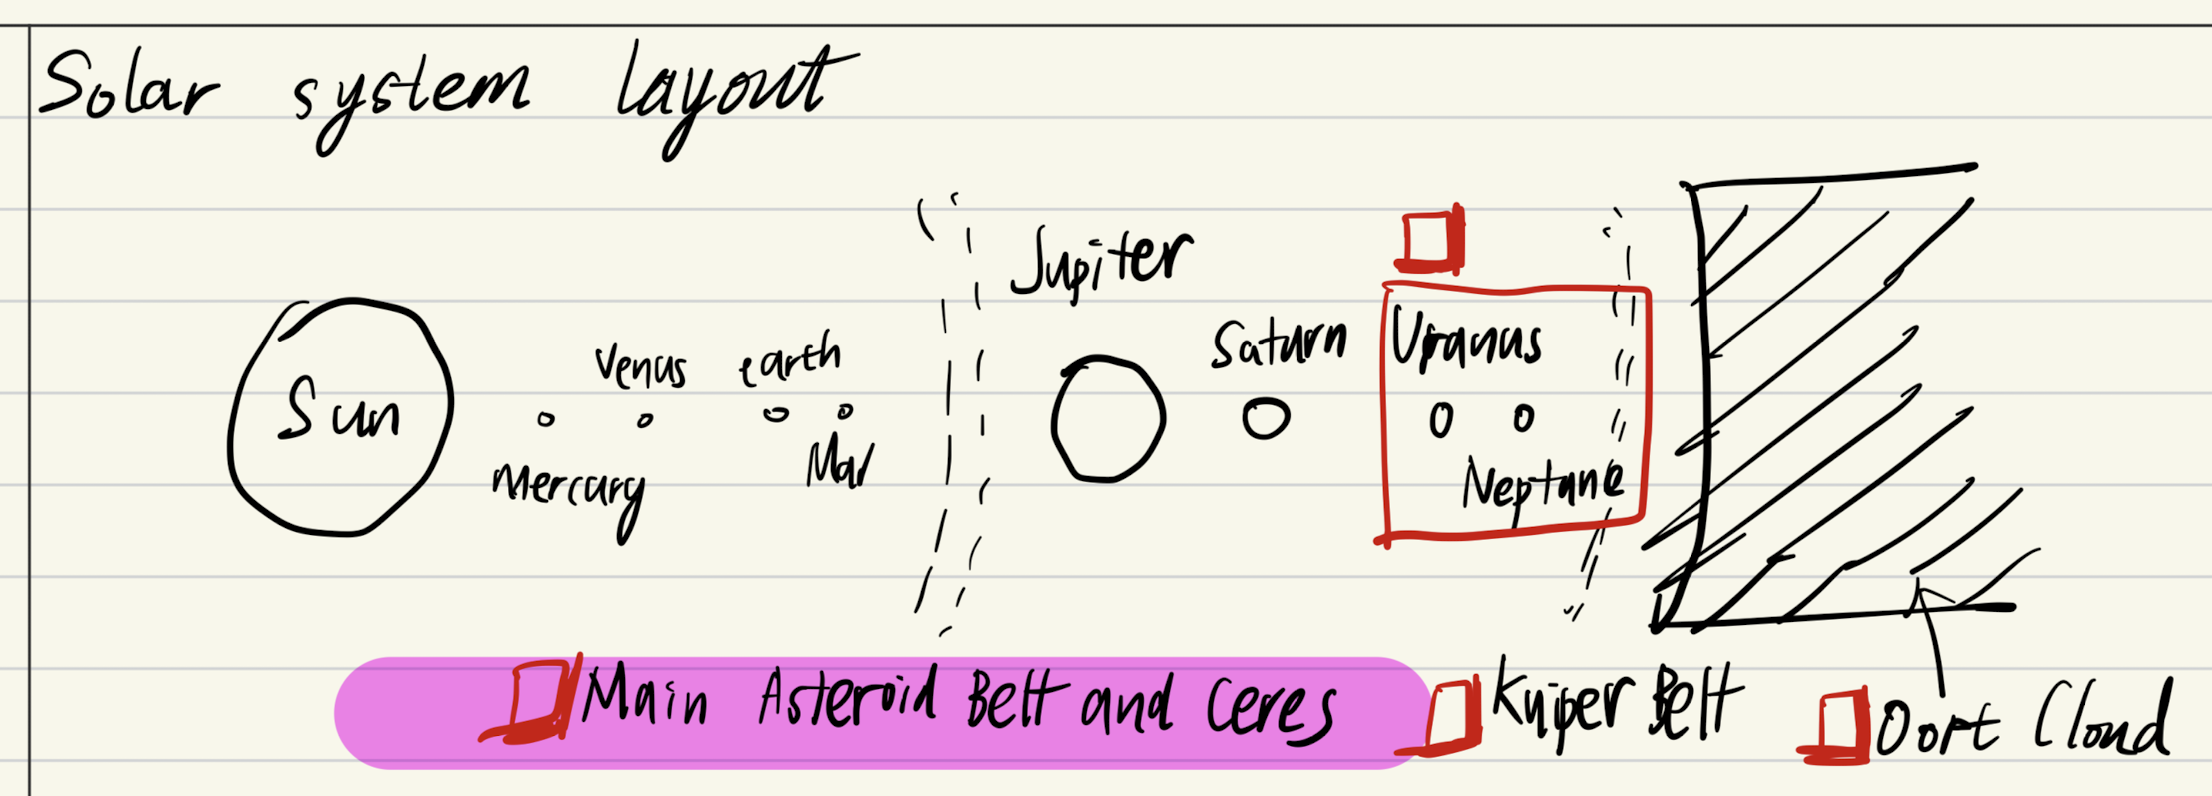 Solar system layout
Jupiter
Saturn
Uranus
Venus earth
Sun
Mar
Mercury
Neptune
Main Asteroid Belt and Ceres
Kuiper Belt
Oort Cloud